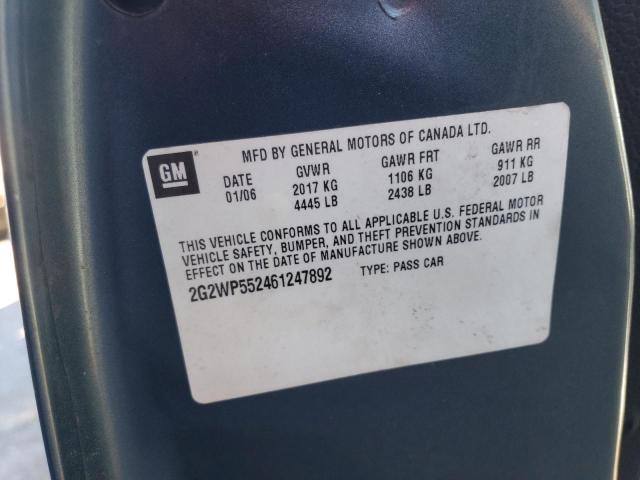 MFD BY GENERAL MOTORS OF CANADA LTD.
GM
DATE GVWR GAWR FRT GAWR RR
01/06 2017 KG 1106 KG 911 KG
4445 LB 2438 LB 2007 LB
THIS VEHICLE CONFORMS TO ALL APPLICABLE U.S. FEDERAL MOTOR
VEHICLE SAFETY, BUMPER, AND THEFT PREVENTION STANDARDS IN
EFFECT ON THE DATE OF MANUFACTURE SHOWN ABOVE.
2G2WP552461247892 TYPE: PASS CAR